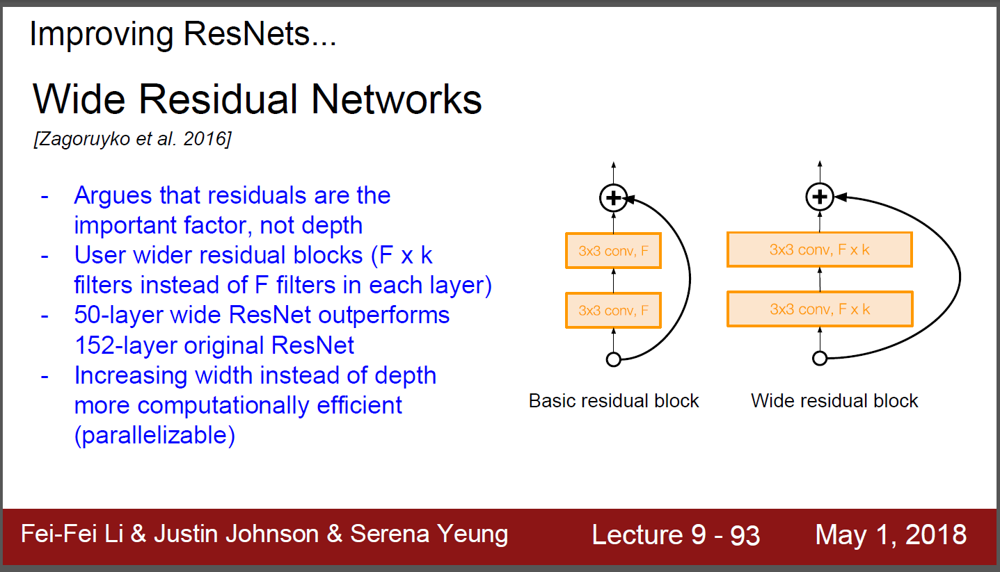 Improving ResNets...
Wide Residual Networks
[Zagoruyko et al. 2016]
- Argues that residuals are the
important factor, not depth
- User wider residual blocks (F x k
filters instead of F filters in each layer)
- 50-layer wide ResNet outperforms
152-layer original ResNet
- Increasing width instead of depth
more computationally efficient
(parallelizable)
+
3x3 conv, F
3x3 conv, F
Basic residual block
+
3x3 conv, F x k
3x3 conv, F x k
Wide residual block
Fei-Fei Li & Justin Johnson & Serena Yeung
Lecture 9 - 93
May 1, 2018